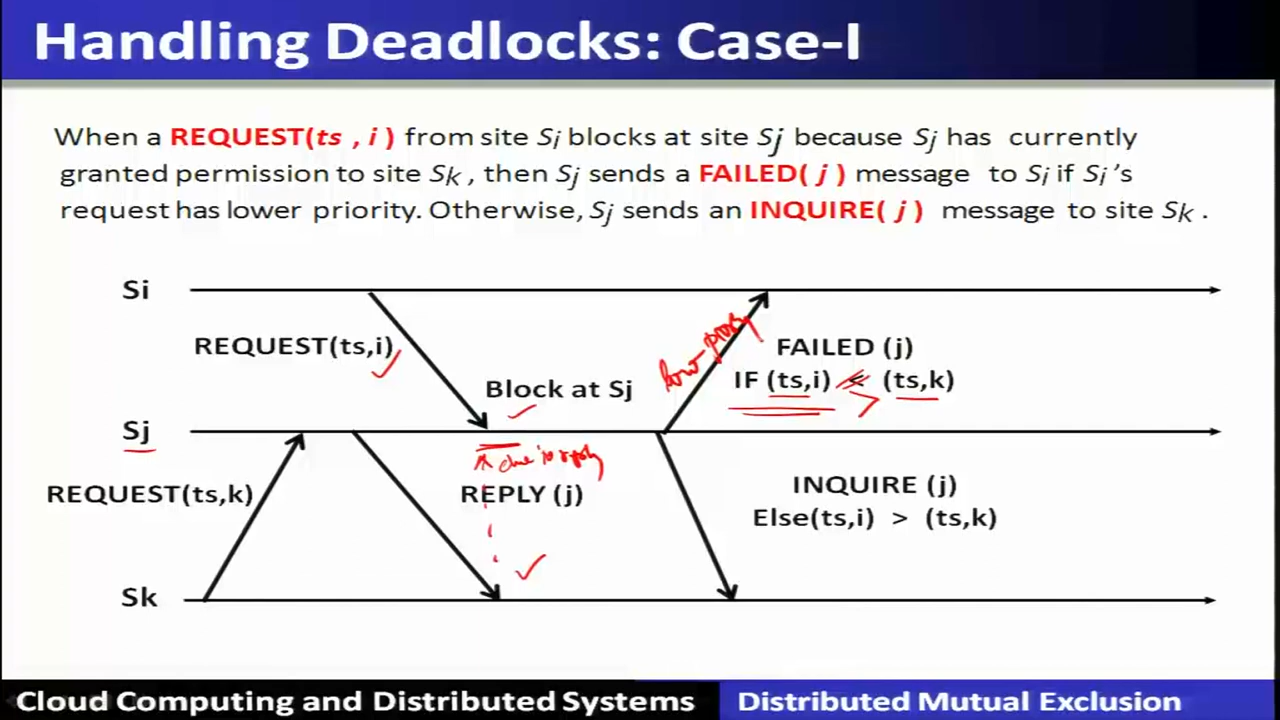 Handling Deadlocks: Case-I
When a REQUEST(ts , i ) from site Si blocks at site Sj because Sj has currently
granted permission to site Sk , then Sj sends a FAILED( j ) message to Si if Si 's
request has lower priority. Otherwise, Sj sends an INQUIRE( j ) message to site Sk .
Si
REQUEST(ts,i)
low
FAILED (j)
Block at Sj
IF (ts,i) < (ts,k)
>
Sj
due to
REQUEST(ts,k)
REPLY (j)
INQUIRE (j)
Else(ts,i) > (ts,k)
Sk
Cloud Computing and Distributed Systems
Distributed Mutual Exclusion